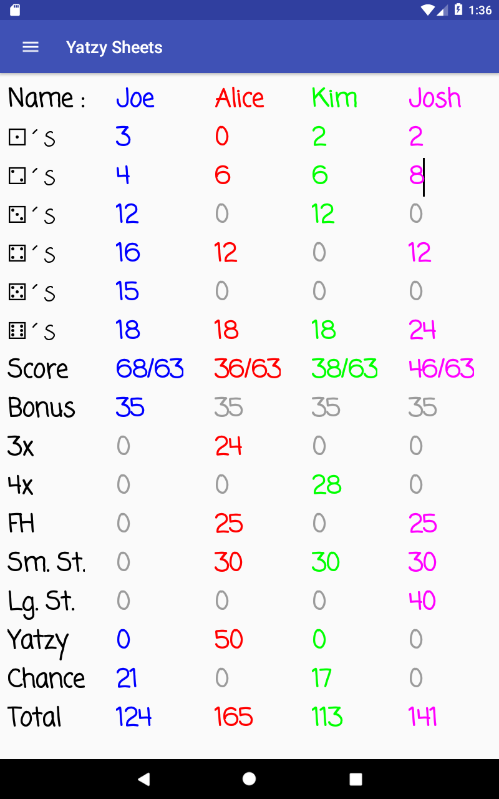 1:36
Yatzy Sheets
Name : Joe Alice Kim Josh
⚀´s 3 0 2 2
⚁´s 4 6 6 8
⚂´s 12 0 12 0
⚃´s 16 12 0 12
⚄´s 15 0 0 0
⚅´s 18 18 18 24
Score 68/63 36/63 38/63 46/63
Bonus 35 35 35 35
3x 0 24 0 0
4x 0 0 28 0
FH 0 25 0 25
Sm. St. 0 30 30 30
Lg. St. 0 0 0 40
Yatzy 0 50 0 0
Chance 21 0 17 0
Total 124 165 113 141